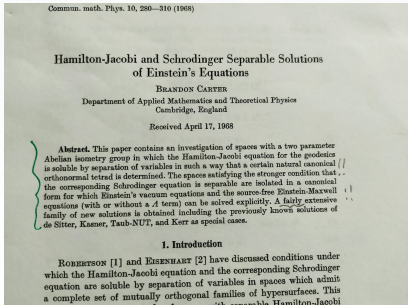 Commun. math. Phys. 10, 280—310 (1968)
Hamilton-Jacobi and Schrodinger Separable Solutions
of Einstein's Equations
BRANDON CARTER
Department of Applied Mathematics and Theoretical Physics
Cambridge, England
Received April 17, 1968
Abstract. This paper contains an investigation of spaces with a two parameter
Abelian isometry group in which the Hamilton-Jacobi equation for the geodesics
is soluble by separation of variables in such a way that a certain natural canonical
orthonormal tetrad is determined. The spaces satisfying the stronger condition that
the corresponding Schrodinger equation is separable are isolated in a canonical
form for which Einstein's vacuum equations and the source-free Einstein-Maxwell
equations (with or without a Λ term) can be solved explicitly. A fairly extensive
family of new solutions is obtained including the previously known solutions of
de Sitter, Kasner, Taub-NUT, and Kerr as special cases.
1. Introduction
ROBERTSON [1] and EISENHART [2] have discussed conditions under
which the Hamilton-Jacobi equation and the corresponding Schrodinger
equation are soluble by separation of variables in spaces which admit
a complete set of mutually orthogonal families of hypersurfaces. This
separable Hamilton-Jacobi